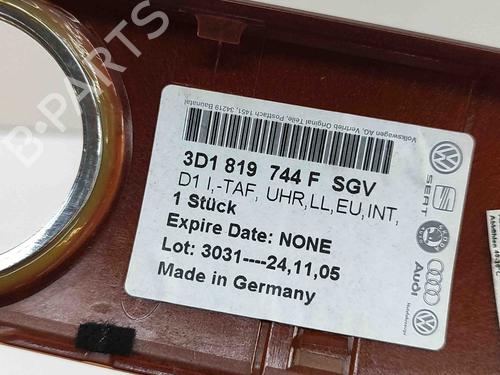 B-PARTS
Volkswagen AG, Vertrieb Original Teile, Postfach 1451, 34219 Baunatal
3D1 819 744 F SGV
D1 I,-TAF, UHR,LL,EU,INT,
1 Stück
Expire Date: NONE
Lot: 3031----24,11,05
Made in Germany
SEAT
Audi